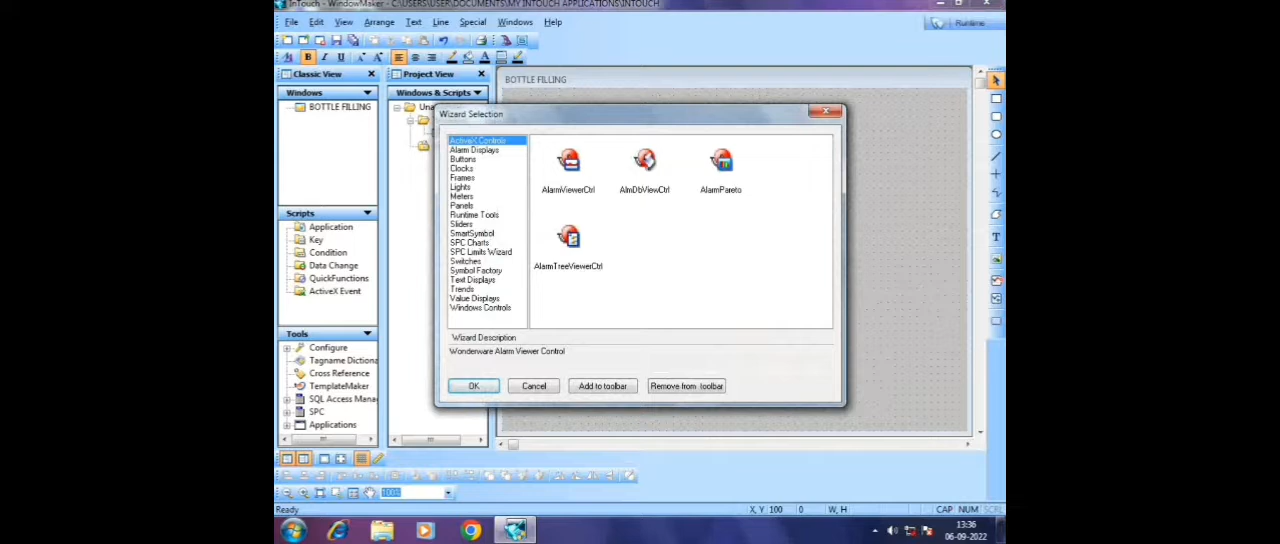 InTouch - WindowMaker - C:\USERS\USER\DOCUMENTS\MY INTOUCH APPLICATIONS\INTOUCH
File Edit View Arrange Text Line Special Windows Help
Runtime
Classic View
Project View
BOTTLE FILLING
Windows
Windows & Scripts
BOTTLE FILLING
Una
Wizard Selection
ActiveX Controls
Alarm Displays
Buttons
Clocks
Frames
Lights
Meters
Panels
Runtime Tools
Sliders
SmartSymbol
SPC Charts
SPC Limits Wizard
Switches
Symbol Factory
Text Displays
Trends
Value Displays
Windows Controls
AlarmViewerCtrl
AlmDbViewCtrl
AlarmPareto
AlarmTreeViewerCtrl
Wizard Description
Wonderware Alarm Viewer Control
OK
Cancel
Add to toolbar
Remove from toolbar
Scripts
Application
Key
Condition
Data Change
QuickFunctions
ActiveX Event
Tools
Configure
Tagname Dictiona
Cross Reference
TemplateMaker
SQL Access Mana
SPC
Applications
100%
Ready
X, Y 100 0 W, H
CAP NUM SCRL
13:36
06-09-2022